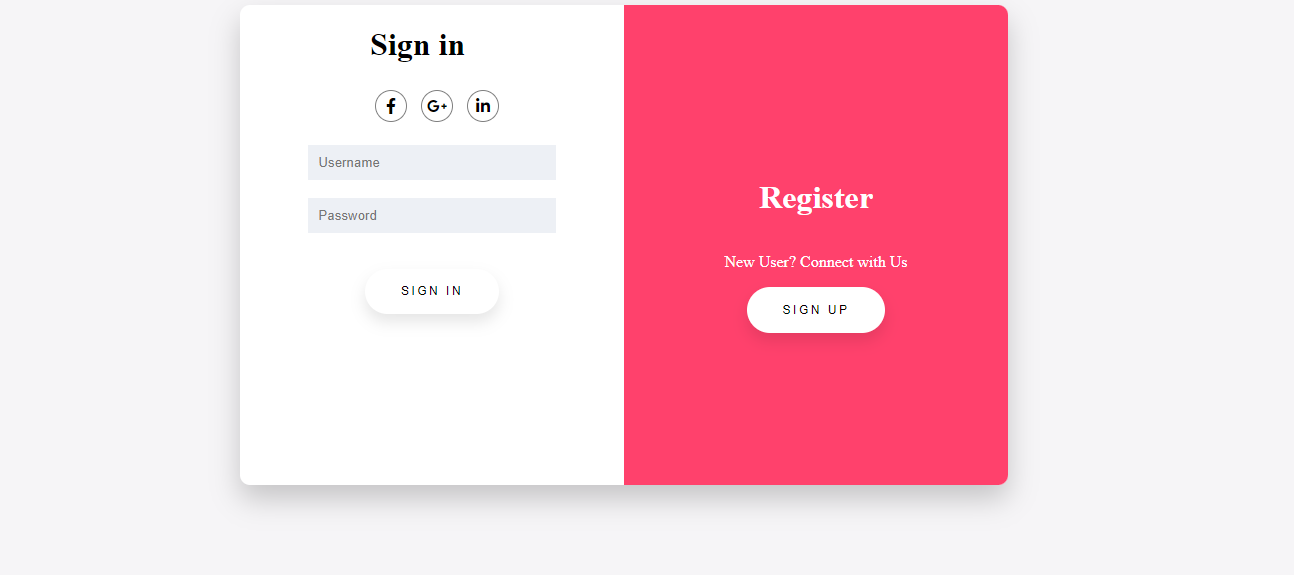 Sign in
f G+ in
Username
Password
SIGN IN
Register
New User? Connect with Us
SIGN UP